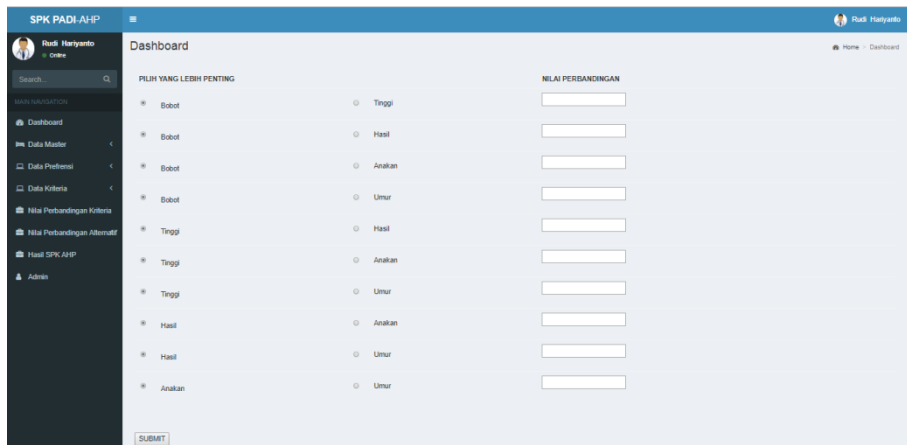 SPK PADI-AHP
Rudi Hariyanto
Rudi Hariyanto
Online
Search...
MAIN NAVIGATION
Dashboard
Data Master
Data Prefrensi
Data Kriteria
Nilai Perbandingan Kriteria
Nilai Perbandingan Alternatif
Hasil SPK AHP
Admin
Dashboard
Home > Dashboard
PILIH YANG LEBIH PENTING NILAI PERBANDINGAN
Bobot Tinggi
Bobot Hasil
Bobot Anakan
Bobot Umur
Tinggi Hasil
Tinggi Anakan
Tinggi Umur
Hasil Anakan
Hasil Umur
Anakan Umur
SUBMIT